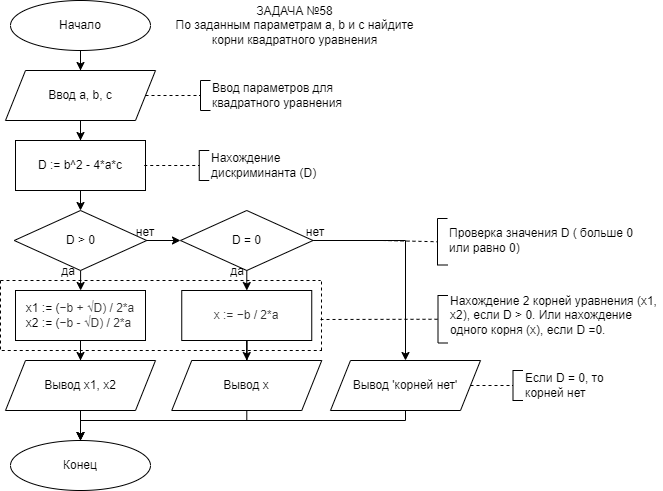 Начало
ЗАДАЧА №58
По заданным параметрам a, b и c найдите
корни квадратного уравнения
Ввод a, b, c
Ввод параметров для
квадратного уравнения
D := b^2 - 4*a*c
Нахождение
дискриминанта (D)
D > 0
нет
D = 0
нет
Проверка значения D ( больше 0
или равно 0)
да
да
x1 := (−b + √D) / 2*a
x2 := (−b - √D) / 2*a
x := −b / 2*a
Нахождение 2 корней уравнения (x1,
x2), если D > 0. Или нахождение
одного корня (x), если D =0.
Вывод x1, x2
Вывод x
Вывод 'корней нет'
Если D = 0, то
корней нет
Конец